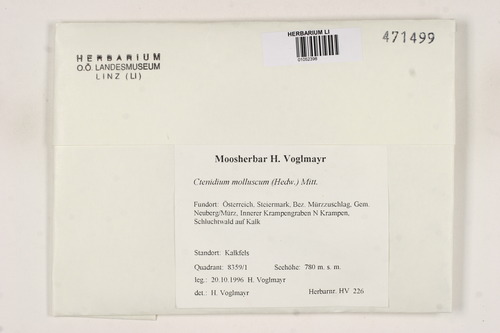 HERBARIUM
O.Ö. LANDESMUSEUM
LINZ (LI)
HERBARIUM LI
01052396
471499
Moosherbar H. Voglmayr
Ctenidium molluscum (Hedw.) Mitt.
Fundort: Österreich, Steiermark, Bez. Mürzzuschlag, Gem.
Neuberg/Mürz, Innerer Krampengraben N Krampen,
Schluchtwald auf Kalk
Standort: Kalkfels
Quadrant: 8359/1 Seehöhe: 780 m. s. m.
leg.: 20.10.1996 H. Voglmayr
det.: H. Voglmayr Herbarnr. HV 226